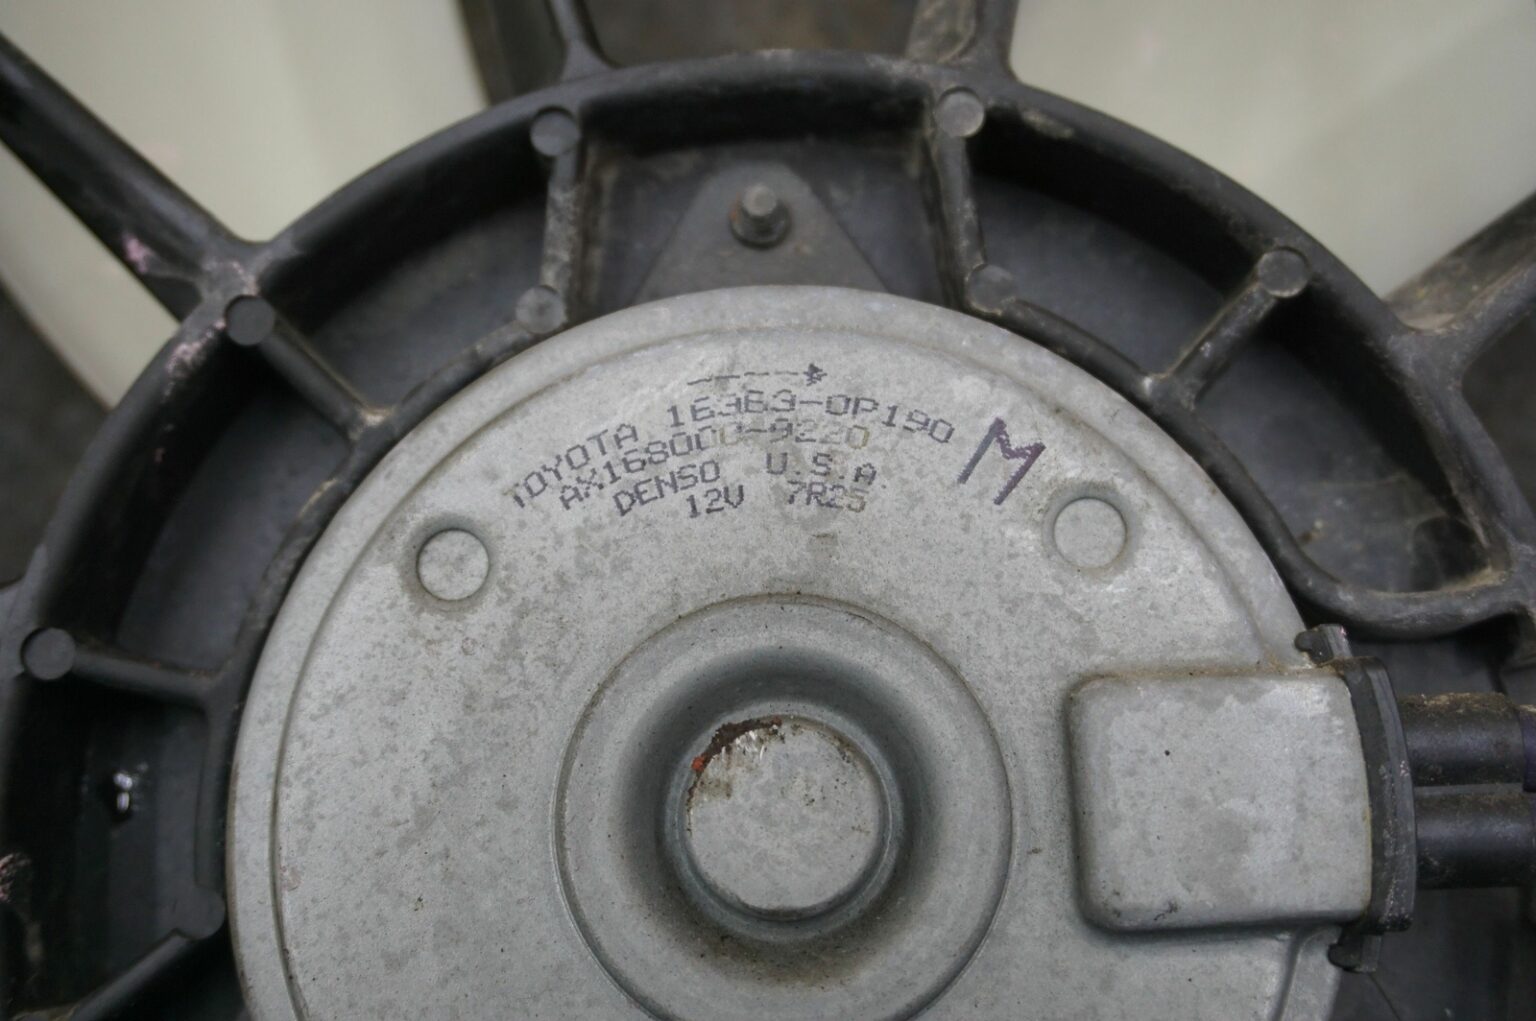 TOYOTA 16363-0P190
AX168000-9220
DENSO U.S.A.
12V 7R25
M